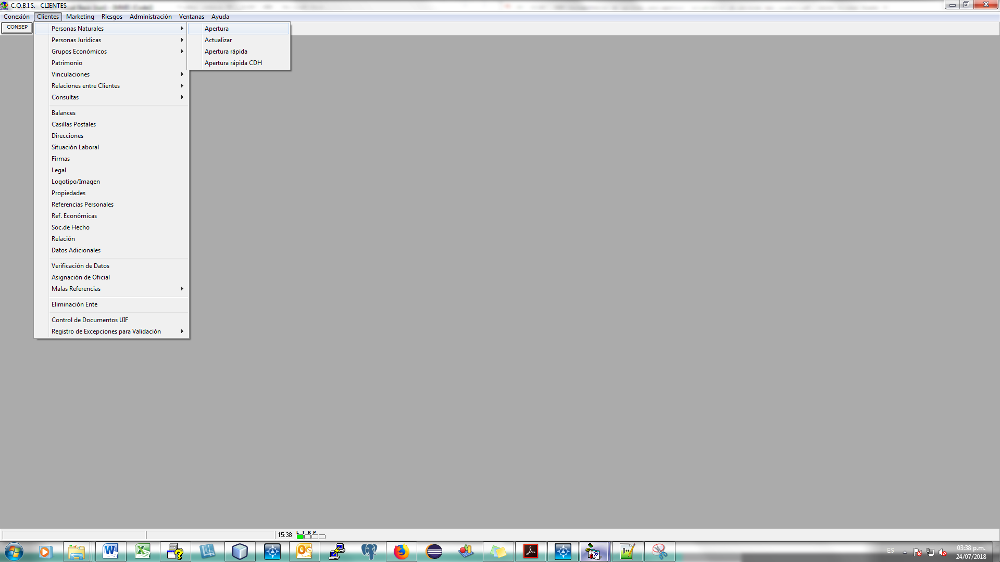 C.O.B.I.S.   CLIENTES
Conexión Clientes Marketing Riesgos Administración Ventanas Ayuda
CONSEP
Personas Naturales
Personas Jurídicas
Grupos Económicos
Patrimonio
Vinculaciones
Relaciones entre Clientes
Consultas
Balances
Casillas Postales
Direcciones
Situación Laboral
Firmas
Legal
Logotipo/Imagen
Propiedades
Referencias Personales
Ref. Económicas
Soc.de Hecho
Relación
Datos Adicionales
Verificación de Datos
Asignación de Oficial
Malas Referencias
Eliminación Ente
Control de Documentos UIF
Registro de Excepciones para Validación
Apertura
Actualizar
Apertura rápida
Apertura rápida CDH
15:38
L T R P
ES
03:38 p.m.
24/07/2018